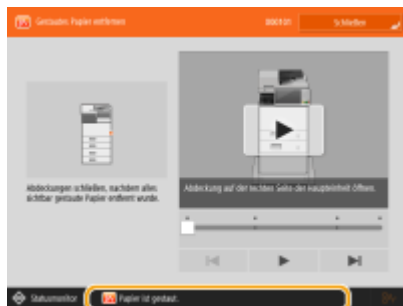 Gestautes Papier entfernen
000101
Schließen
Abdeckungen schließen, nachdem alles
sichtbar gestaute Papier entfernt wurde.
Abdeckung auf der rechten Seite der Haupteinheit öffnen.
Statusmonitor
Papier ist gestaut.